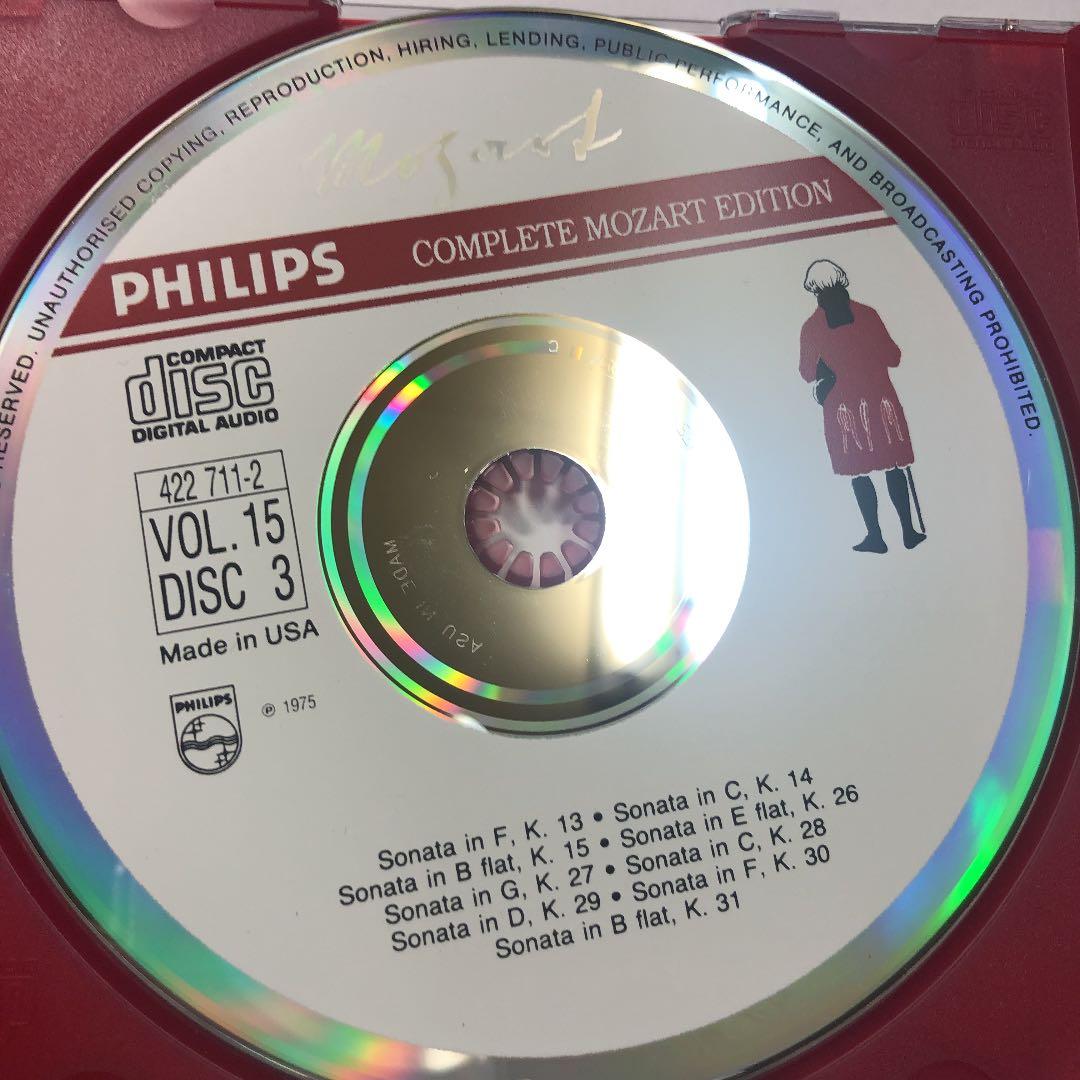 RESERVED. UNAUTHORISED COPYING, REPRODUCTION, HIRING, LENDING, PUBLIC PERFORMANCE, AND BROADCASTING PROHIBITED.
Mozart
PHILIPS COMPLETE MOZART EDITION
COMPACT
disc
DIGITAL AUDIO
422 711-2
VOL. 15
DISC 3
Made in USA
MADE IN USA
PHILIPS
℗ 1975
Sonata in F, K. 13 • Sonata in C, K. 14
Sonata in B flat, K. 15 • Sonata in E flat, K. 26
Sonata in G, K. 27 • Sonata in C, K. 28
Sonata in D, K. 29 • Sonata in F, K. 30
Sonata in B flat, K. 31